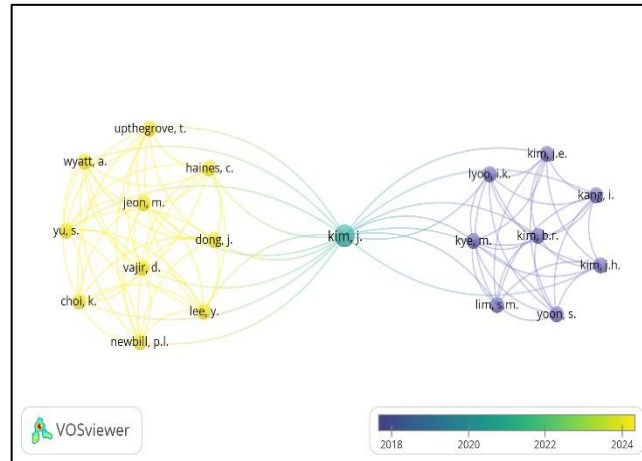 upthegrove, t.
wyatt, a.
haines, c.
jeon, m.
yu, s.
dong, j.
vajir, d.
choi, k.
lee, y.
newbill, p.l.
kim, j.
kim, j.e.
lyoo, i.k.
kang, i.
kye, m.
kim, b.r.
kim, j.h.
lim, s.m.
yoon, s.
VOSviewer
2018 2020 2022 2024